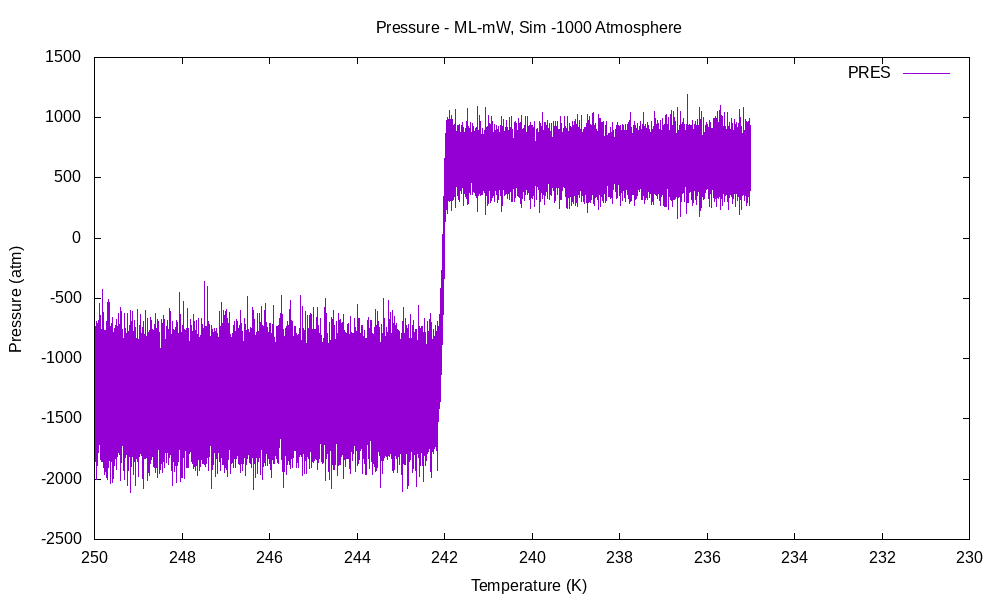 Pressure - ML-mW, Sim -1000 Atmosphere
PRES
1500
1000
500
0
-500
-1000
-1500
-2000
-2500
Pressure (atm)
250 248 246 244 242 240 238 236 234 232 230
Temperature (K)